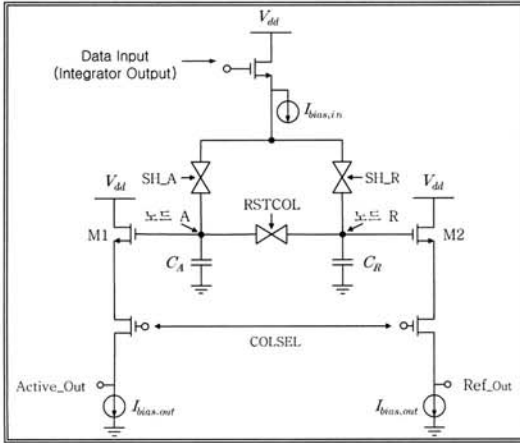 V_dd
Data Input
(Integrator Output)
I_bias,in
SH_A
SH_R
V_dd
RSTCOL
V_dd
노드 A
노드 R
M1
M2
C_A
C_R
COLSEL
Active_Out
Ref_Out
I_bias,out
I_bias,out